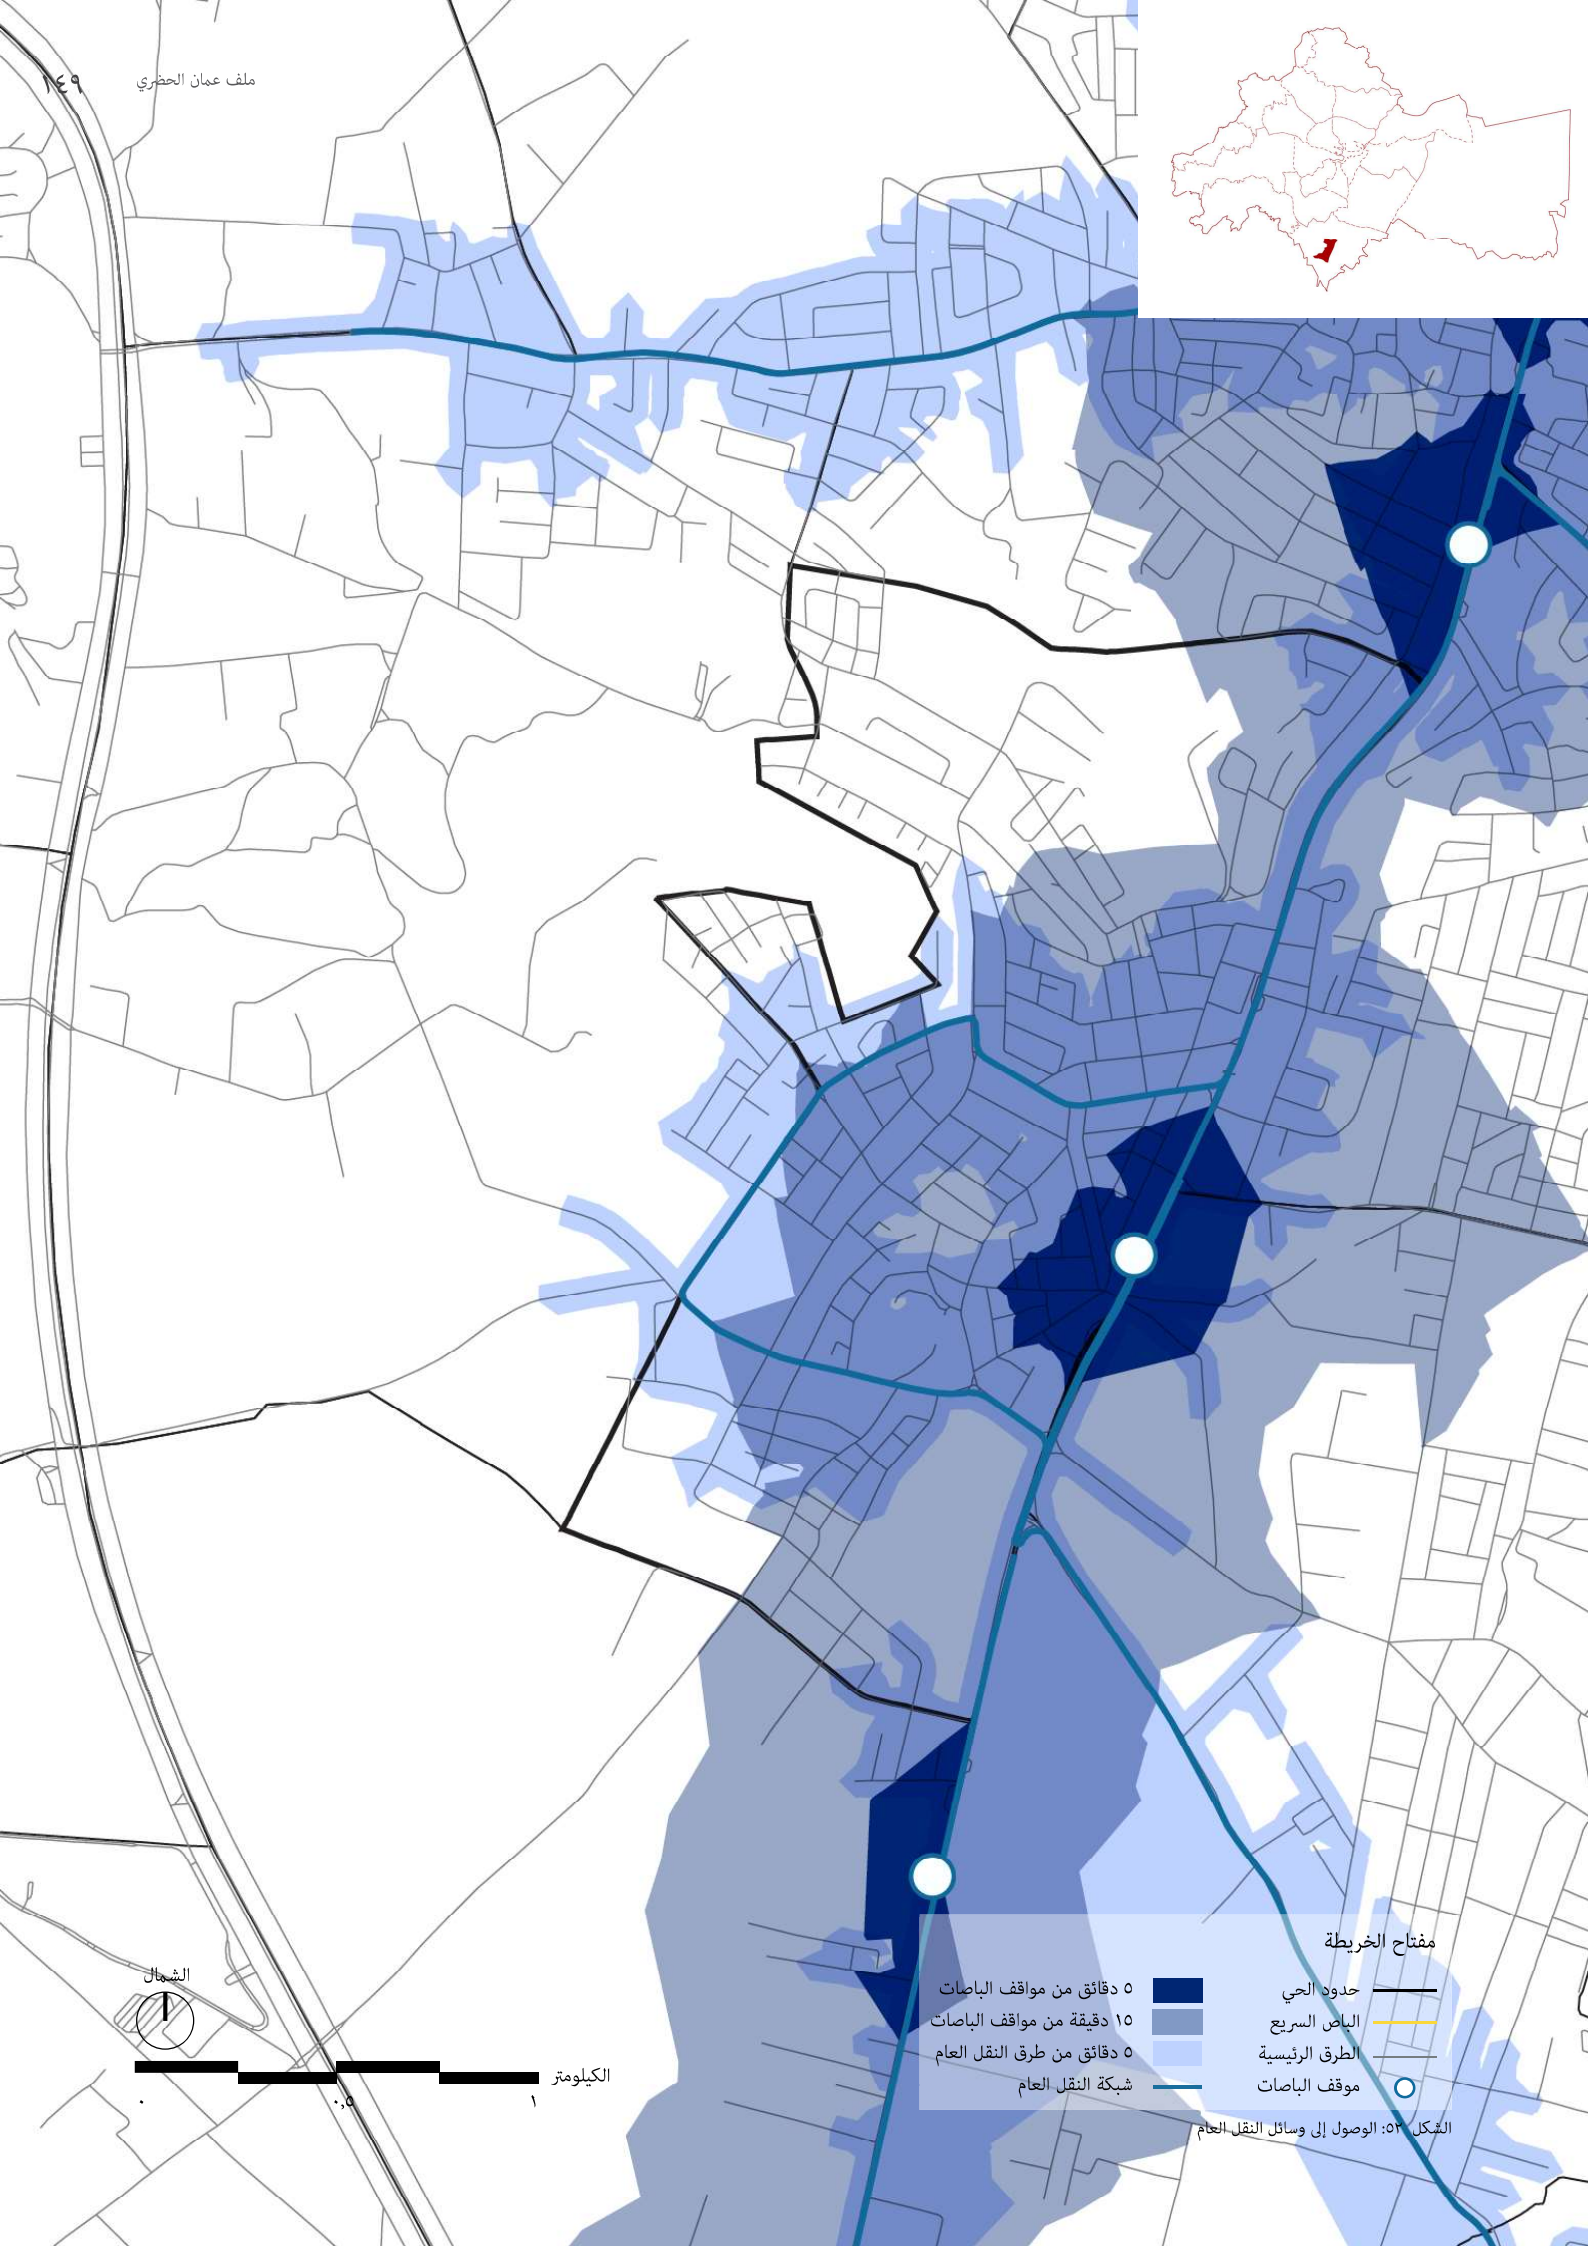 ١٤٩
ملف عمان الحضري
مفتاح الخريطة
حدود الحي
الباص السريع
الطرق الرئيسية
موقف الباصات
٥ دقائق من مواقف الباصات
١٥ دقيقة من مواقف الباصات
٥ دقائق من طرق النقل العام
شبكة النقل العام
الشكل ٥٢: الوصول إلى وسائل النقل العام
الشمال
الكيلومتر
٠ ٠,٥ ١